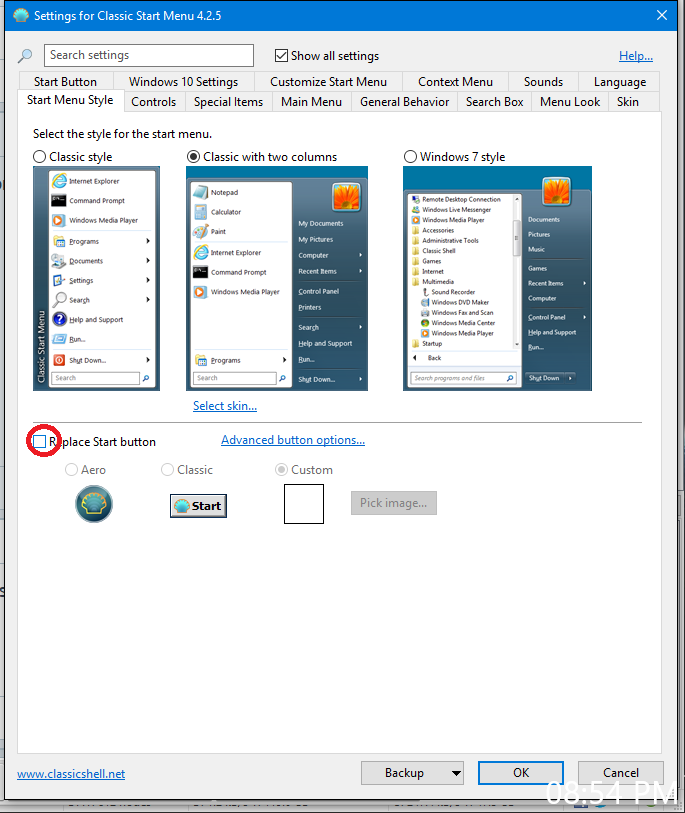 Settings for Classic Start Menu 4.2.5
Search settings
Show all settings
Help...
Start Button
Windows 10 Settings
Customize Start Menu
Context Menu
Sounds
Language
Start Menu Style
Controls
Special Items
Main Menu
General Behavior
Search Box
Menu Look
Skin
Select the style for the start menu.
Classic style
Classic with two columns
Windows 7 style
Internet Explorer
Command Prompt
Windows Media Player
Programs
Documents
Settings
Search
Help and Support
Run...
Shut Down...
Search
Classic Start Menu
Notepad
Calculator
Paint
Internet Explorer
Command Prompt
Windows Media Player
Programs
Search
My Documents
My Pictures
Computer
Recent Items
Control Panel
Printers
Search
Help and Support
Run...
Shut Down...
Remote Desktop Connection
Windows Live Messenger
Windows Media Player
Accessories
Administrative Tools
Classic Shell
Games
Internet
Multimedia
Sound Recorder
Windows DVD Maker
Windows Fax and Scan
Windows Media Center
Windows Media Player
Startup
Back
Search programs and files
Documents
Pictures
Music
Games
Recent Items
Computer
Control Panel
Help and Support
Run...
Shut Down
Select skin...
Replace Start button
Advanced button options...
Aero
Classic
Custom
Start
Pick image...
www.classicshell.net
Backup
OK
Cancel
08:54 PM